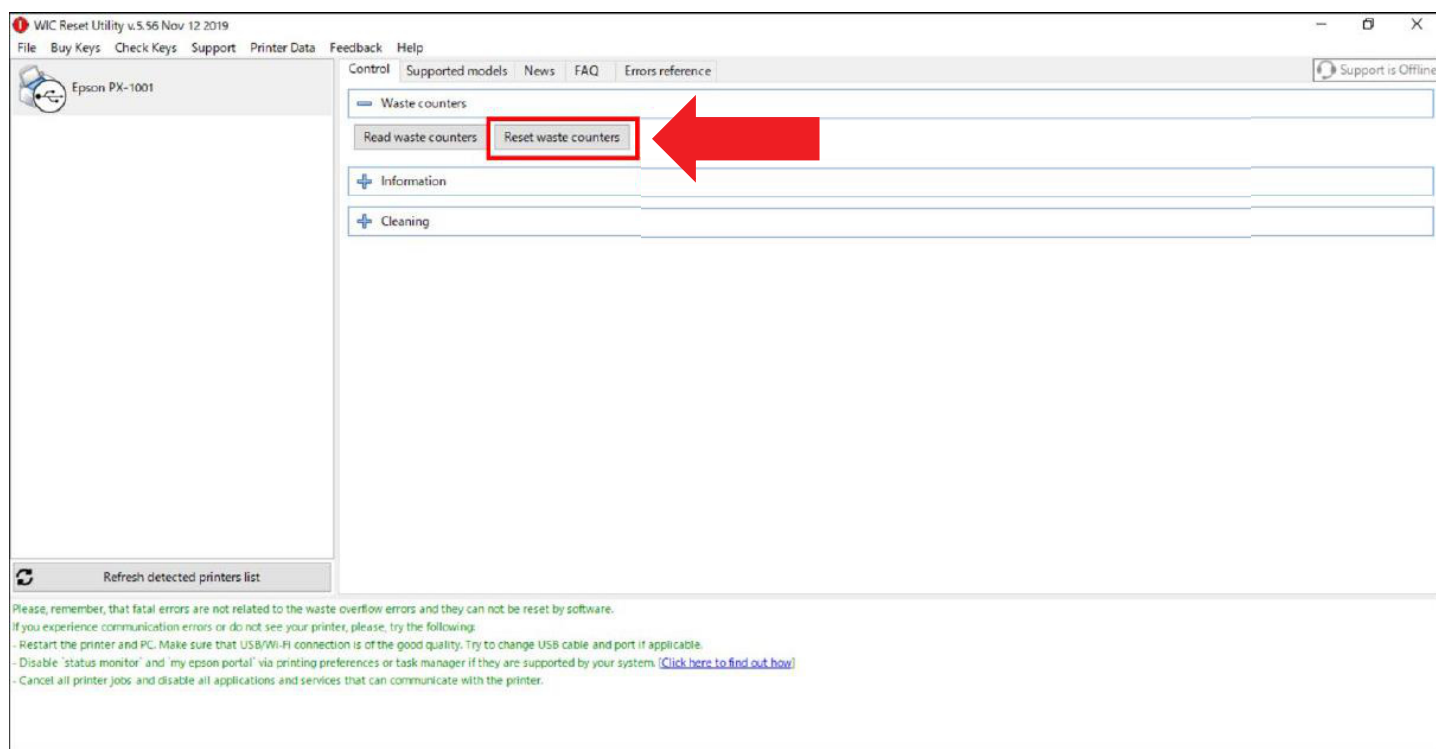 WIC Reset Utility v.5.56 Nov 12 2019
File Buy Keys Check Keys Support Printer Data Feedback Help
Epson PX-1001
Control Supported models News FAQ Errors reference
Support is Offline
Waste counters
Read waste counters Reset waste counters
Information
Cleaning
Refresh detected printers list
Please, remember, that fatal errors are not related to the waste overflow errors and they can not be reset by software.
If you experience communication errors or do not see your printer, please, try the following:
- Restart the printer and PC. Make sure that USB/Wi-Fi connection is of the good quality. Try to change USB cable and port if applicable.
- Disable `status monitor` and `my epson portal` via printing preferences or task manager if they are supported by your system. [Click here to find out how]
- Cancel all printer jobs and disable all applications and services that can communicate with the printer.